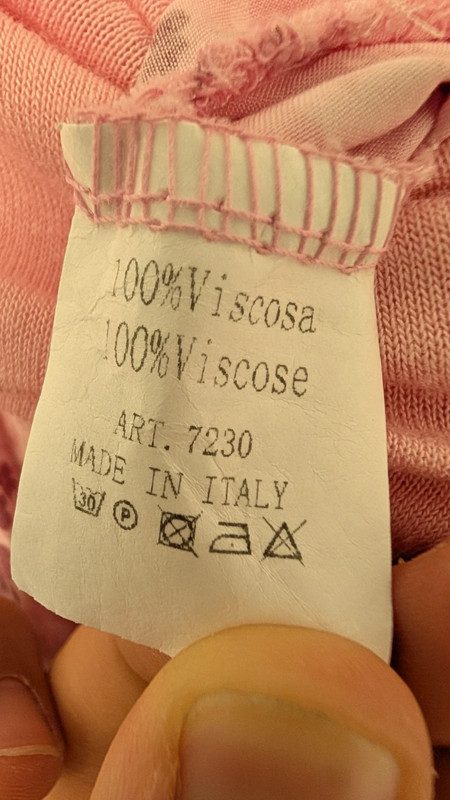 100%Viscosa
100%Viscose
ART. 7230
MADE IN ITALY
30 P